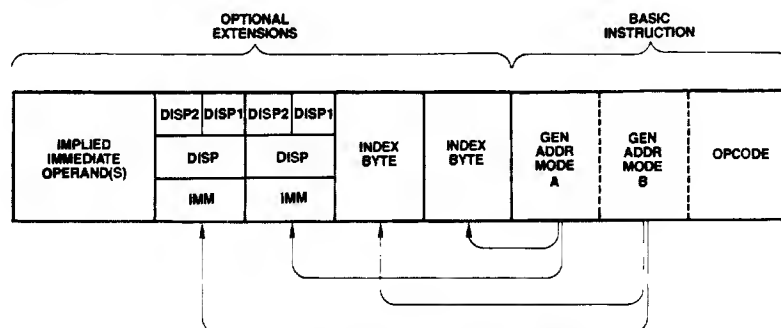 OPTIONAL
EXTENSIONS
BASIC
INSTRUCTION
IMPLIED
IMMEDIATE
OPERAND(S)
DISP2 DISP1 DISP2 DISP1
DISP DISP
IMM IMM
INDEX
BYTE
INDEX
BYTE
GEN
ADDR
MODE
A
GEN
ADDR
MODE
B
OPCODE